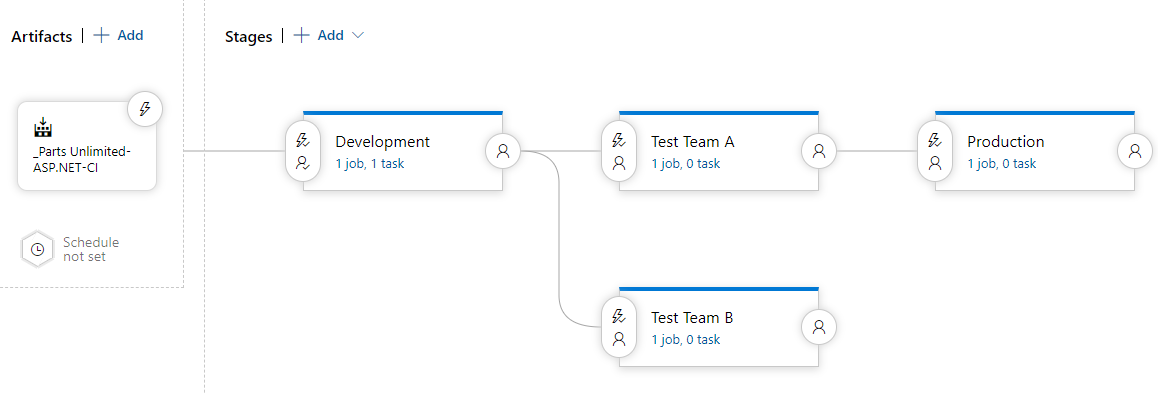 Artifacts | + Add
Stages | + Add
_Parts Unlimited-
ASP.NET-CI
Schedule
not set
Development
1 job, 1 task
Test Team A
1 job, 0 task
Production
1 job, 0 task
Test Team B
1 job, 0 task